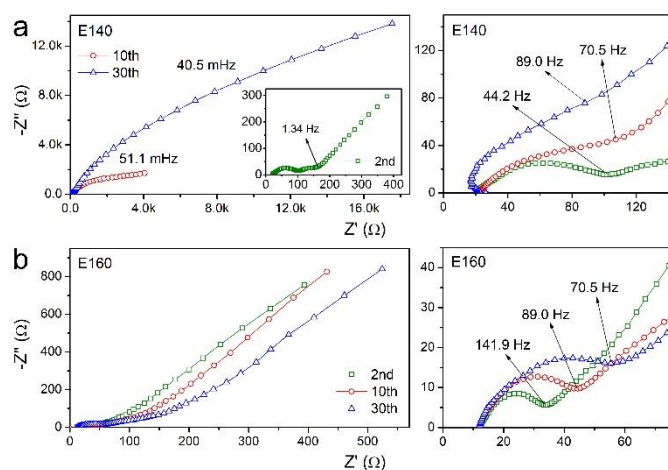 a
E140
10th
30th
40.5 mHz
51.1 mHz
1.34 Hz
2nd
300
200
100
0
0 100 200 300 400
12.0k
8.0k
4.0k
0.0
0.0 4.0k 8.0k 12.0k 16.0k
-Z'' (Ω)
Z' (Ω)
E140
70.5 Hz
89.0 Hz
44.2 Hz
120
80
40
0
0 40 80 120
b
E160
2nd
10th
30th
800
600
400
200
0
0 100 200 300 400 500
-Z'' (Ω)
Z' (Ω)
E160
70.5 Hz
89.0 Hz
141.9 Hz
40
30
20
10
0
0 20 40 60